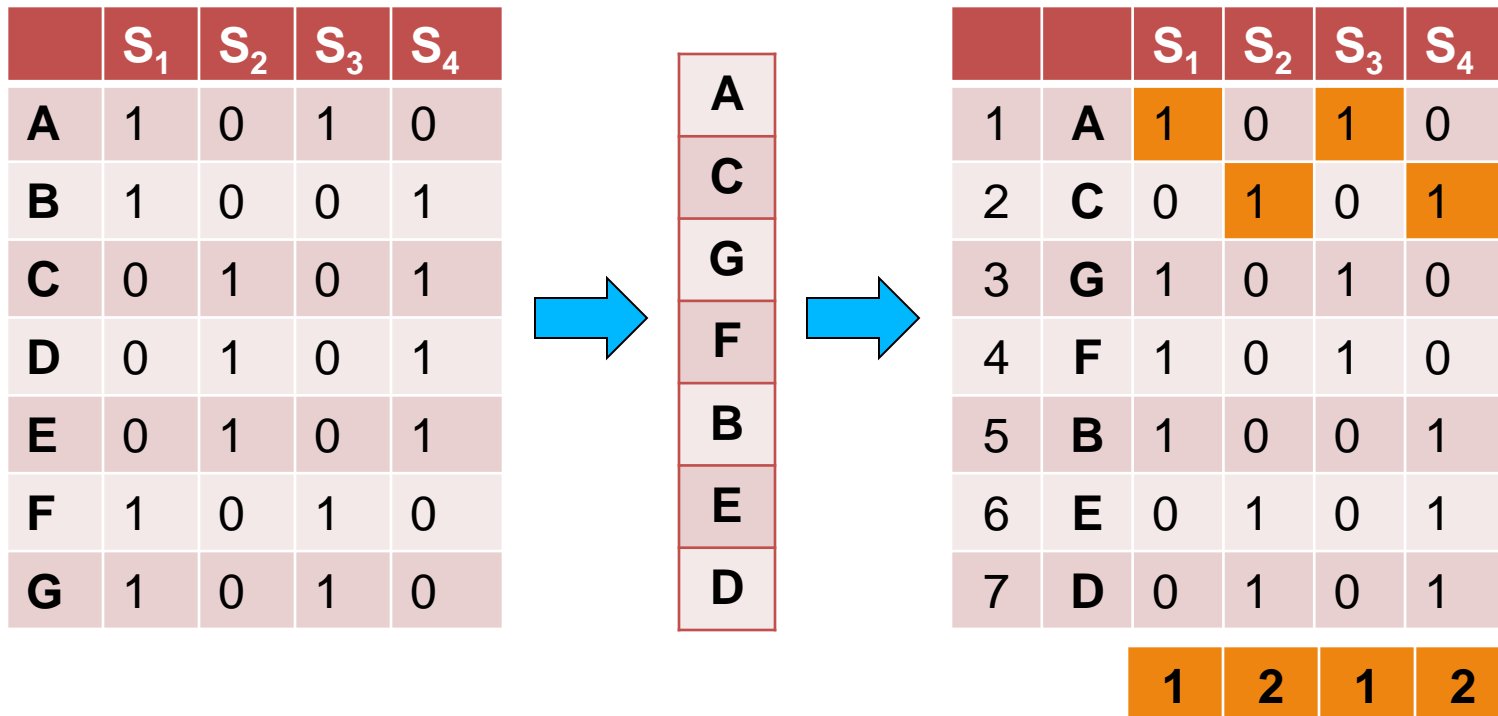 S1 S2 S3 S4
A 1 0 1 0
B 1 0 0 1
C 0 1 0 1
D 0 1 0 1
E 0 1 0 1
F 1 0 1 0
G 1 0 1 0
A
C
G
F
B
E
D
S1 S2 S3 S4
1 A 1 0 1 0
2 C 0 1 0 1
3 G 1 0 1 0
4 F 1 0 1 0
5 B 1 0 0 1
6 E 0 1 0 1
7 D 0 1 0 1
1 2 1 2